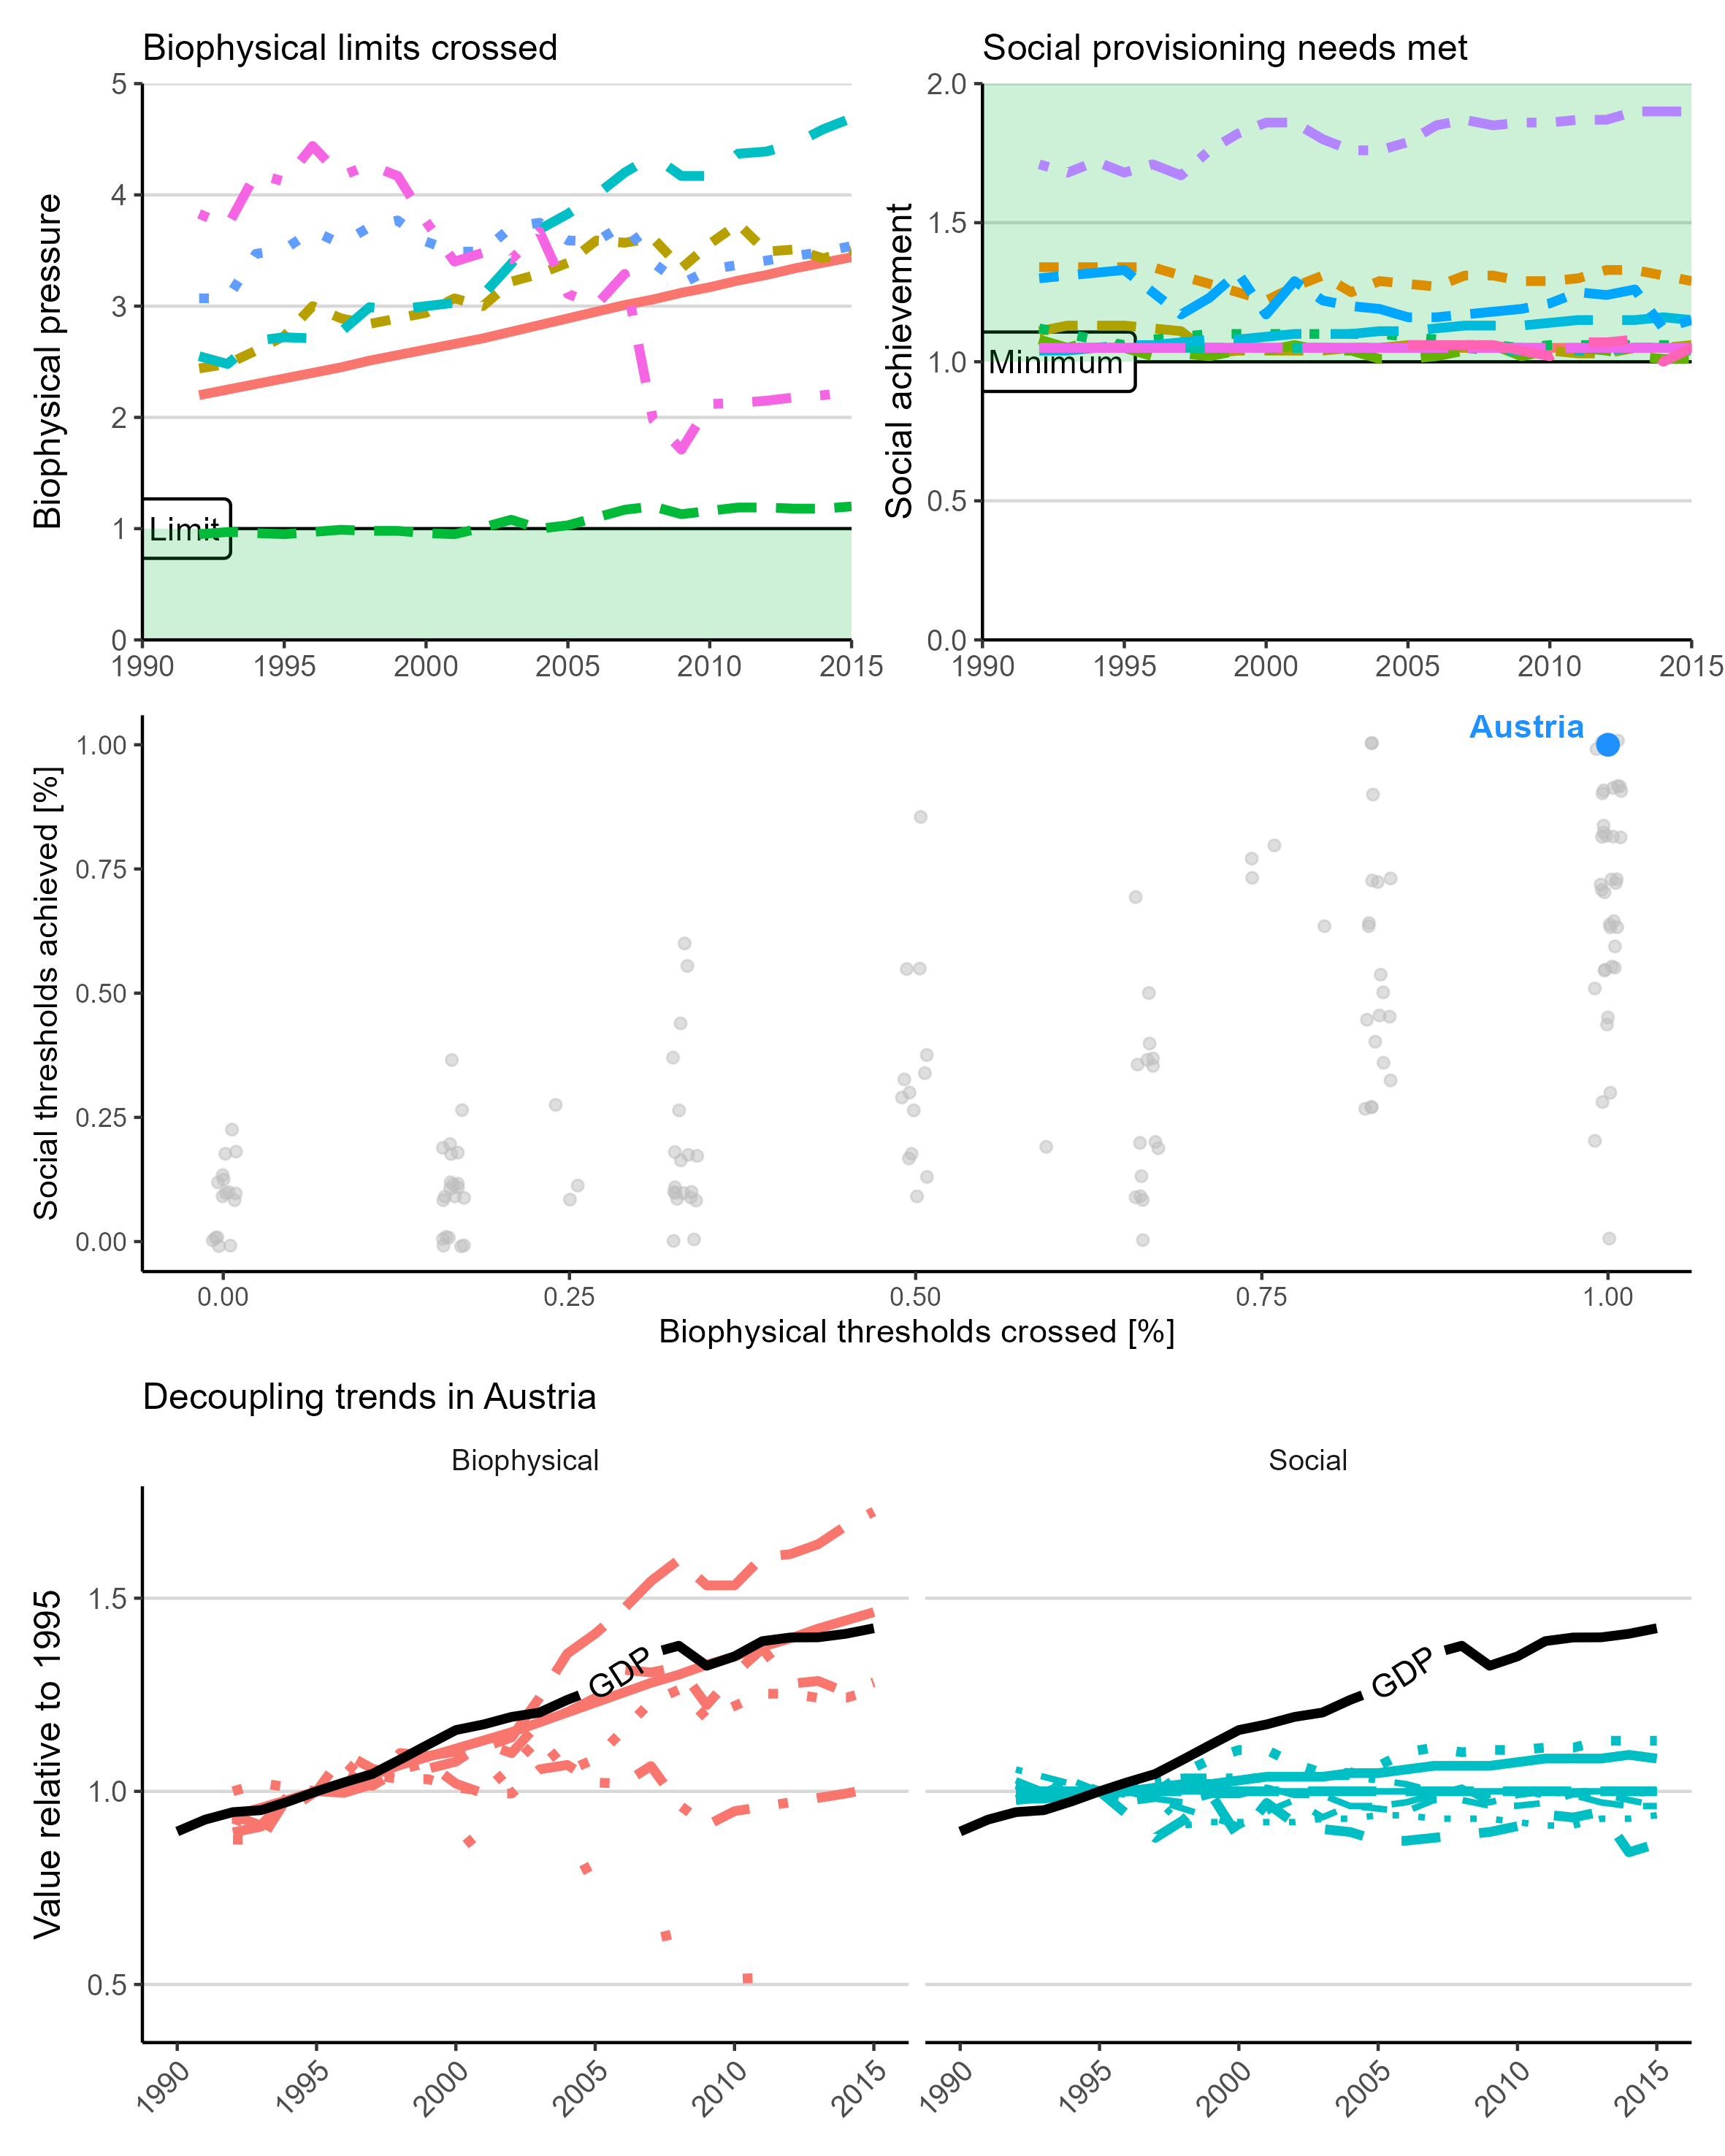 Biophysical limits crossed
Social provisioning needs met
Biophysical pressure
5
4
3
2
1
0
Limit
1990 1995 2000 2005 2010 2015
Social achievement
2.0
1.5
1.0
0.5
0.0
Minimum
1990 1995 2000 2005 2010 2015
Social thresholds achieved [%]
1.00
0.75
0.50
0.25
0.00
Austria
0.00 0.25 0.50 0.75 1.00
Biophysical thresholds crossed [%]
Decoupling trends in Austria
Biophysical
Social
Value relative to 1995
1.5
1.0
0.5
GDP
GDP
1990 1995 2000 2005 2010 2015
1990 1995 2000 2005 2010 2015